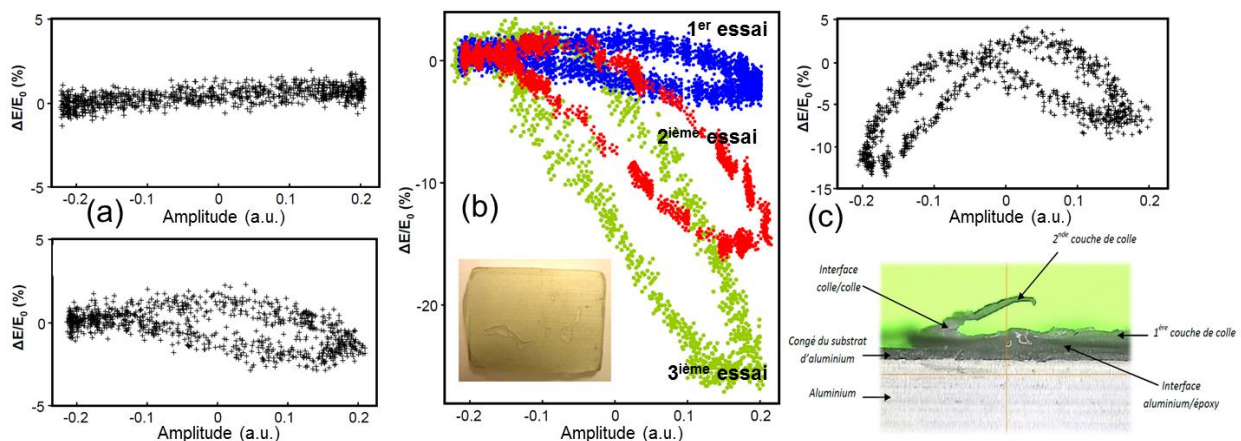 5
0
-5
ΔE/E0 (%)
-0.2
-0.1
0
0.1
0.2
Amplitude (a.u.)
(a)
5
0
-5
ΔE/E0 (%)
-0.2
-0.1
0
0.1
0.2
Amplitude (a.u.)
0
-10
-20
ΔE/E0 (%)
1er essai
2ième essai
(b)
3ième essai
-0.2
-0.1
0
0.1
0.2
Amplitude (a.u.)
5
0
-5
-10
-15
ΔE/E0 (%)
-0.2
-0.1
0
0.1
0.2
Amplitude (a.u.)
(c)
2nde couche de colle
Interface
colle/colle
1ère
couche de colle
Congé du substrat
d'aluminium
Interface
aluminium/époxy
Aluminium